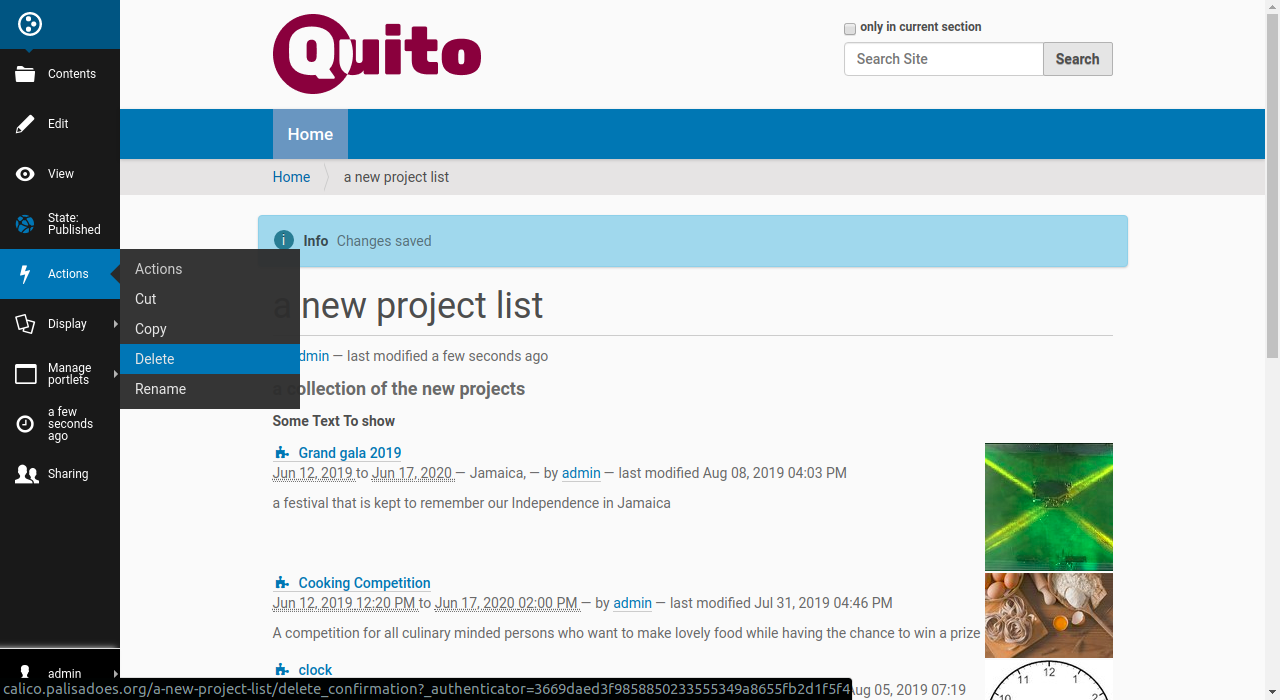 Quito
only in current section
Search Site
Search
Home
Home
a new project list
Contents
Edit
View
State:
Published
Actions
Display
Manage
portlets
a few
seconds
ago
Sharing
admin
Actions
Cut
Copy
Delete
Rename
Info Changes saved
a new project list
admin — last modified a few seconds ago
a collection of the new projects
Some Text To show
Grand gala 2019
Jun 12, 2019 to Jun 17, 2020 — Jamaica, — by admin — last modified Aug 08, 2019 04:03 PM
a festival that is kept to remember our Independence in Jamaica
Cooking Competition
Jun 12, 2019 12:20 PM to Jun 17, 2020 02:00 PM — by admin — last modified Jul 31, 2019 04:46 PM
A competition for all culinary minded persons who want to make lovely food while having the chance to win a prize
clock
Aug 05, 2019 07:19
11 12 1
10 2
calico.palisadoes.org/a-new-project-list/delete_confirmation?_authenticator=3669daed3f9858850233555349a8655fb2d1f5f4